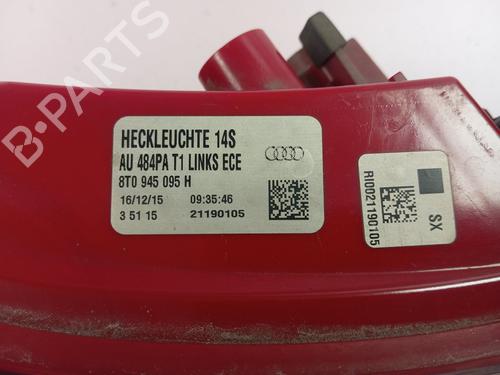 B-PARTS
HECKLEUCHTE 14S
AU 484PA T1 LINKS ECE
8T0 945 095 H
16/12/15 09:35:46
3 51 15 21190105
R00021190105
SX